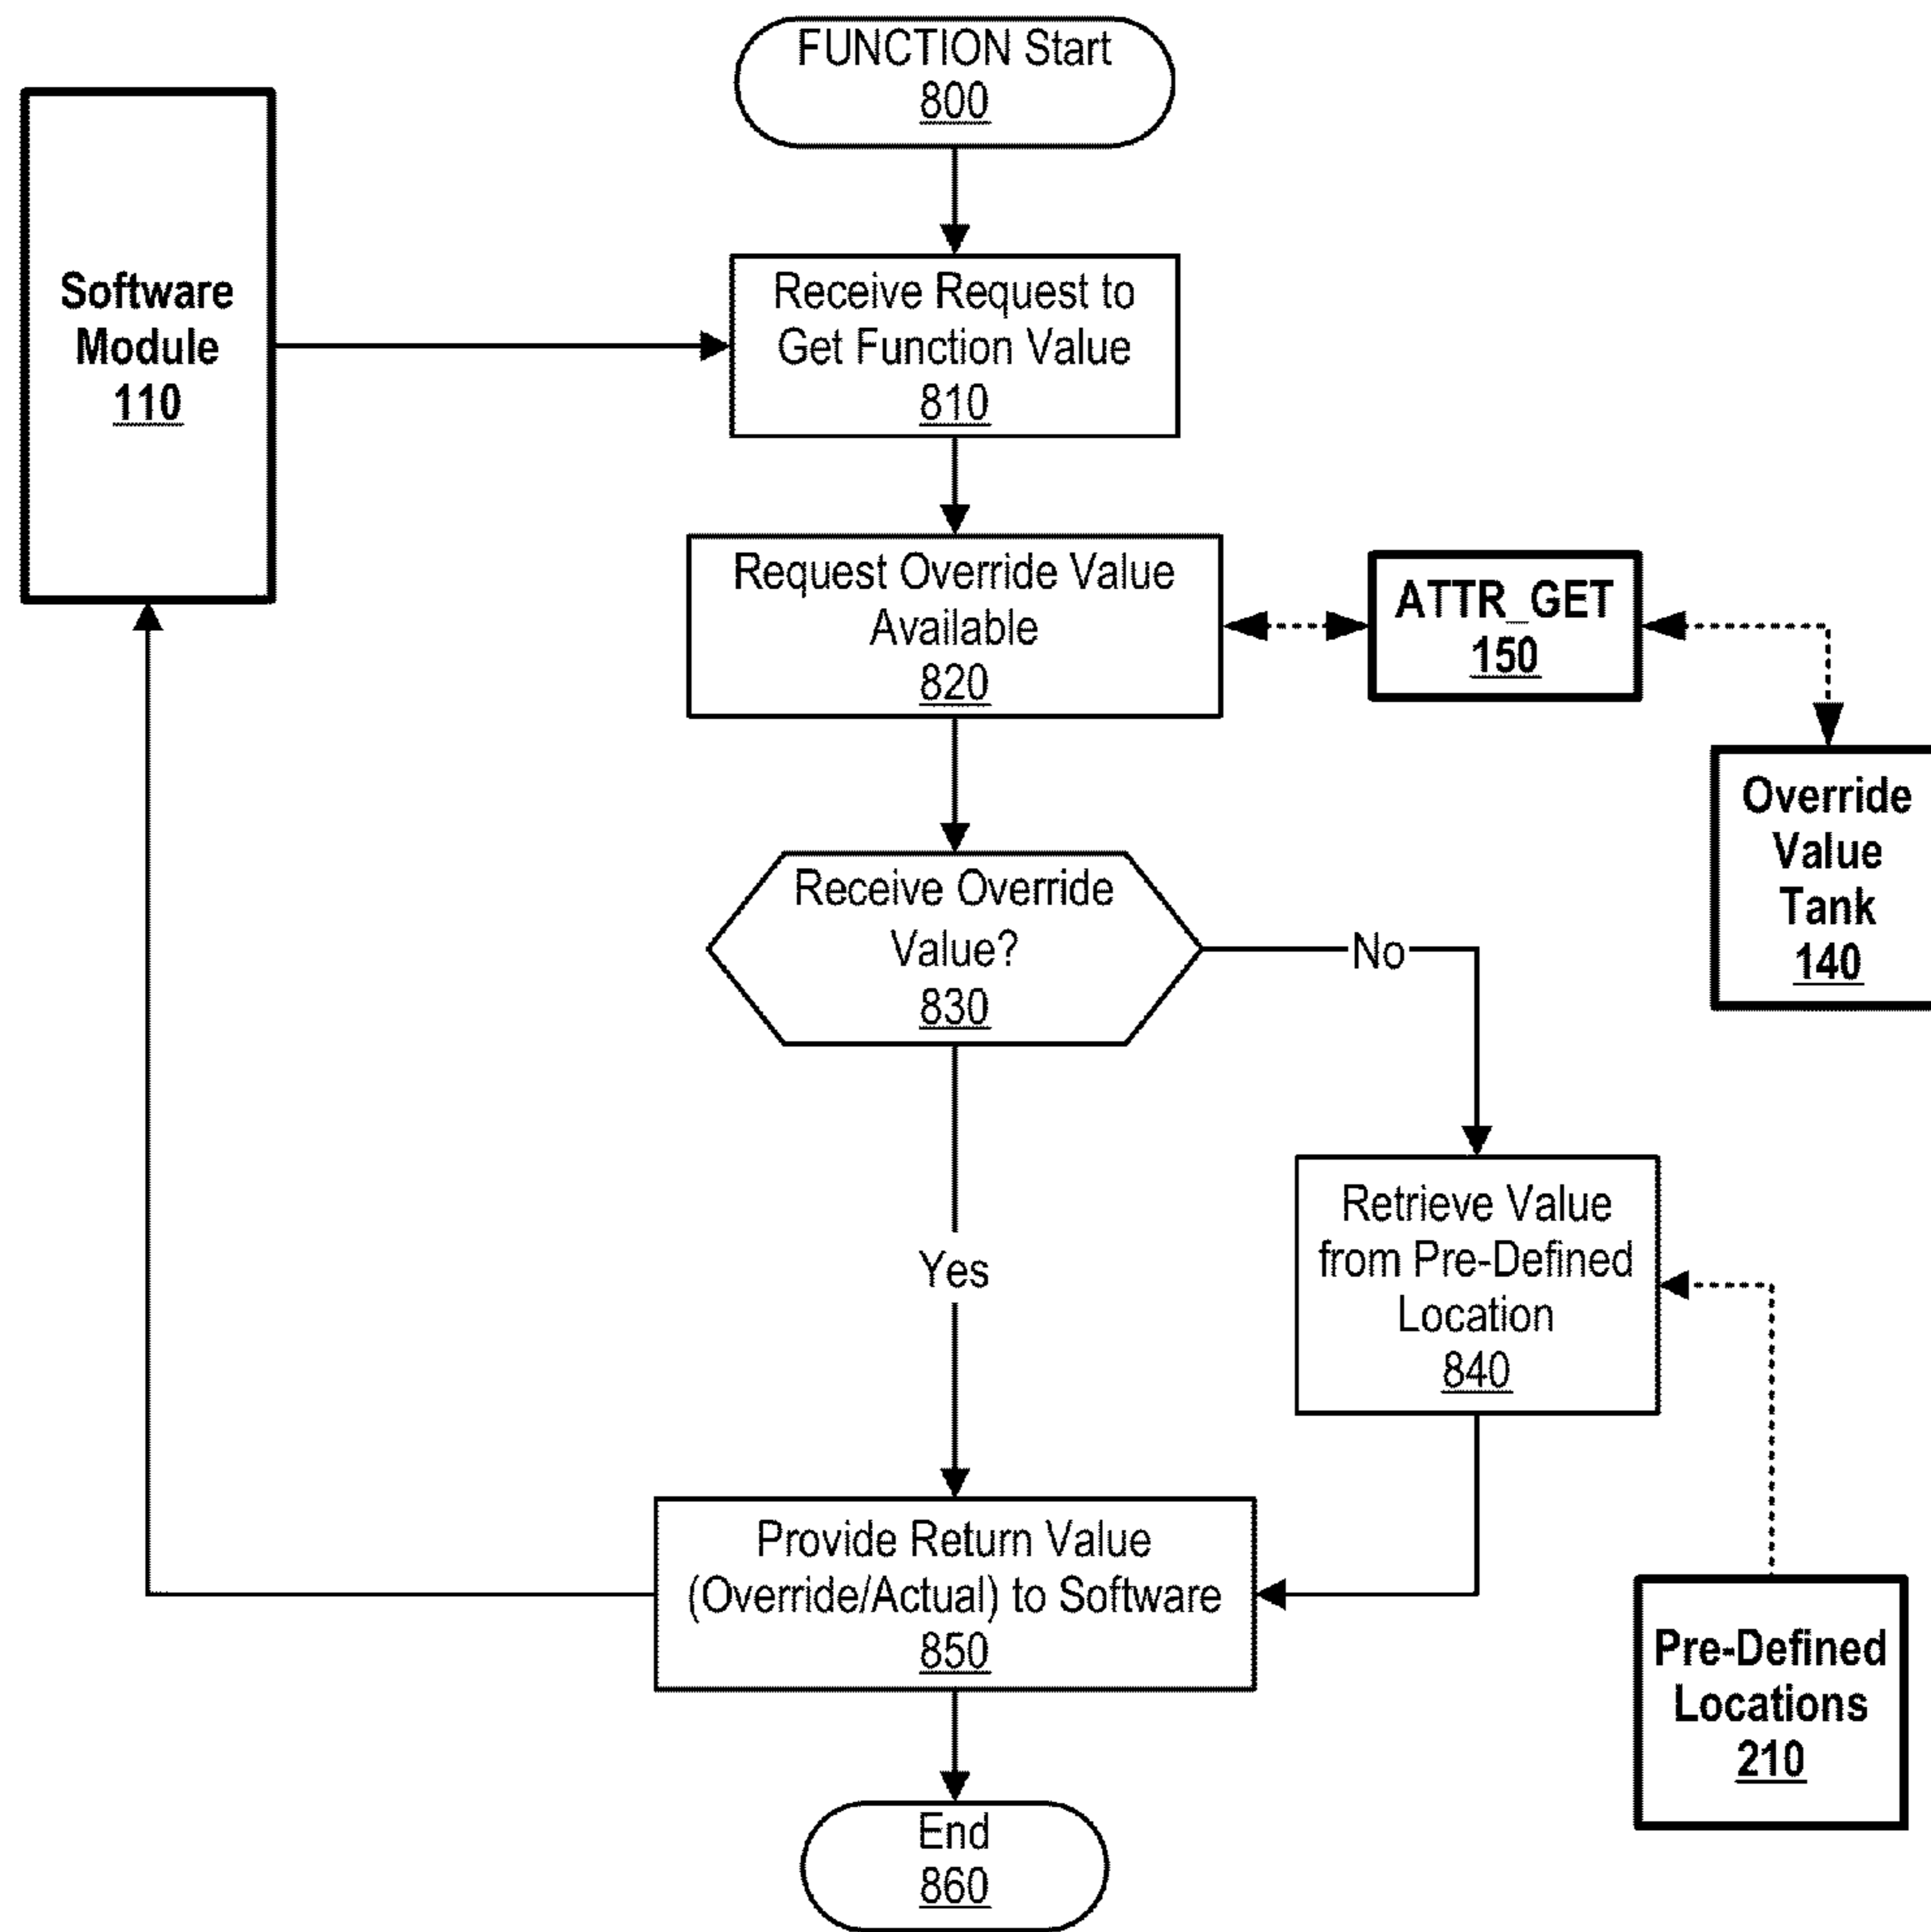 FUNCTION Start
800
Software
Module
110
Receive Request to
Get Function Value
810
Request Override Value
Available
820
ATTR_GET
150
Override
Value
Tank
140
Receive Override
Value?
830
No
Yes
Retrieve Value
from Pre-Defined
Location
840
Provide Return Value
(Override/Actual) to Software
850
Pre-Defined
Locations
210
End
860